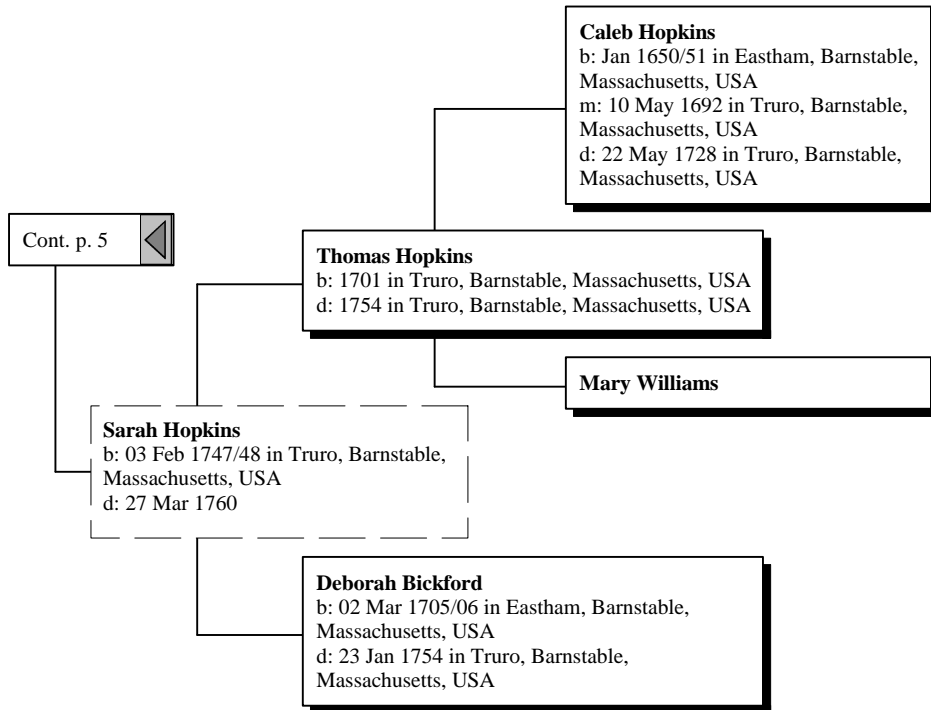 Caleb Hopkins
b: Jan 1650/51 in Eastham, Barnstable,
Massachusetts, USA
m: 10 May 1692 in Truro, Barnstable,
Massachusetts, USA
d: 22 May 1728 in Truro, Barnstable,
Massachusetts, USA
Cont. p. 5
Thomas Hopkins
b: 1701 in Truro, Barnstable, Massachusetts, USA
d: 1754 in Truro, Barnstable, Massachusetts, USA
Mary Williams
Sarah Hopkins
b: 03 Feb 1747/48 in Truro, Barnstable,
Massachusetts, USA
d: 27 Mar 1760
Deborah Bickford
b: 02 Mar 1705/06 in Eastham, Barnstable,
Massachusetts, USA
d: 23 Jan 1754 in Truro, Barnstable,
Massachusetts, USA